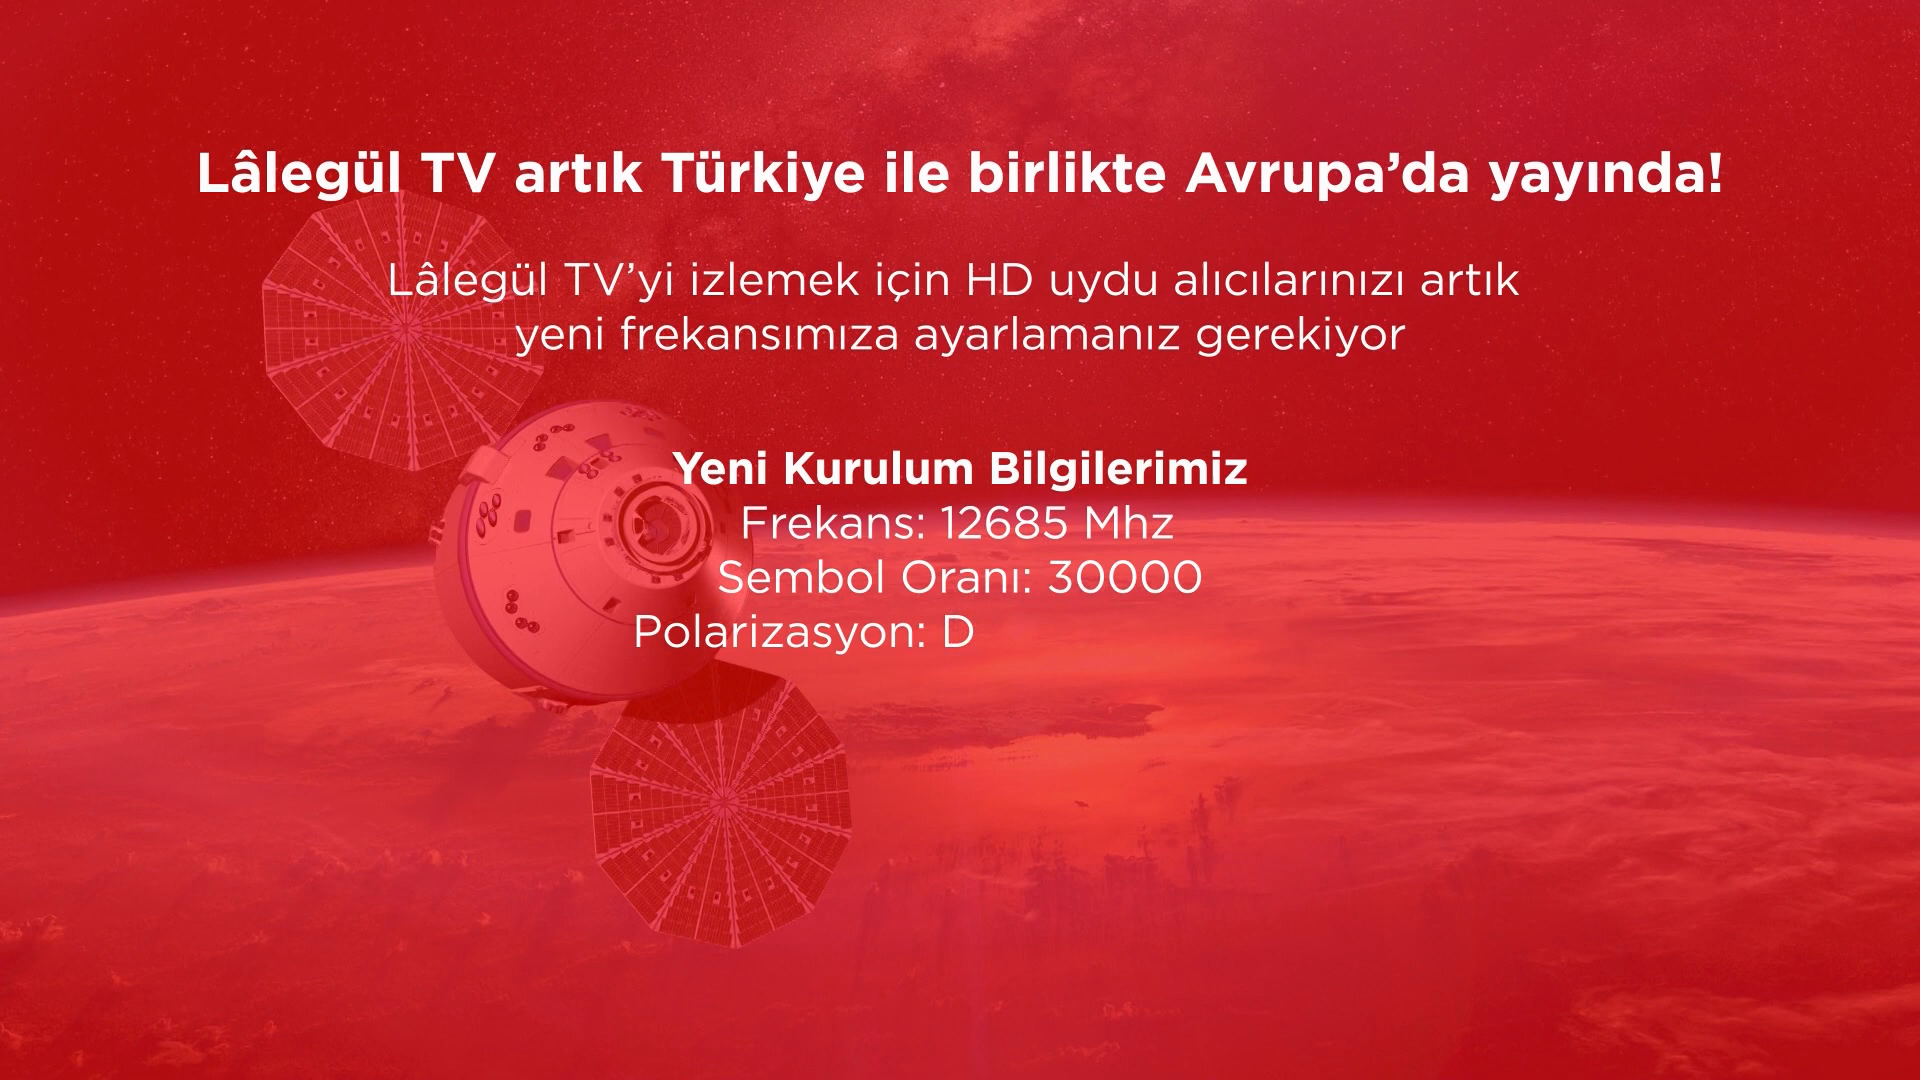 Lâlegül TV artık Türkiye ile birlikte Avrupa’da yayında!
Lâlegül TV’yi izlemek için HD uydu alıcılarınızı artık
yeni frekansımıza ayarlamanız gerekiyor
Yeni Kurulum Bilgilerimiz
Frekans: 12685 Mhz
Sembol Oranı: 30000
Polarizasyon: D